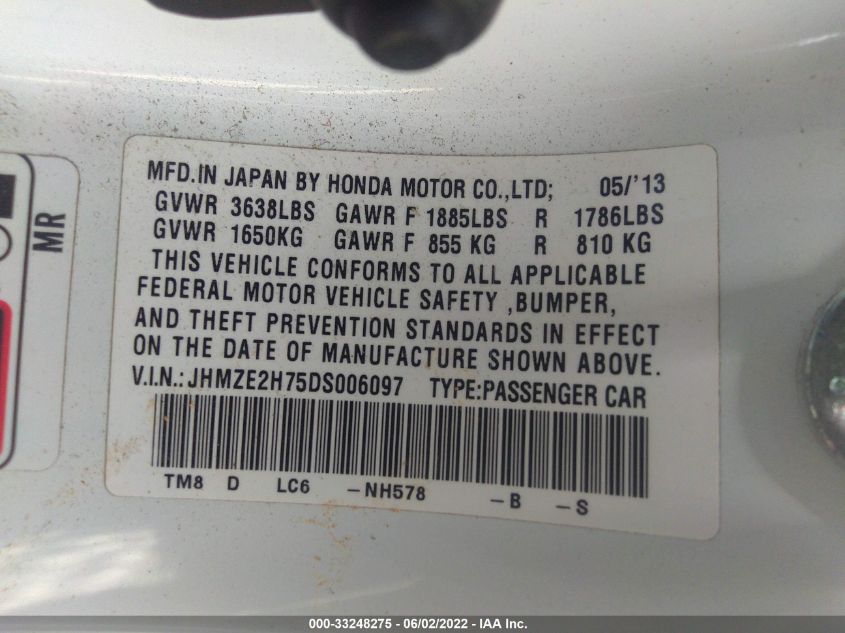 MFD.IN JAPAN BY HONDA MOTOR CO.,LTD; 05/'13
GVWR 3638LBS GAWR F 1885LBS R 1786LBS
GVWR 1650KG GAWR F 855 KG R 810 KG
THIS VEHICLE CONFORMS TO ALL APPLICABLE
FEDERAL MOTOR VEHICLE SAFETY ,BUMPER,
AND THEFT PREVENTION STANDARDS IN EFFECT
ON THE DATE OF MANUFACTURE SHOWN ABOVE.
V.I.N.: JHMZE2H75DS006097 TYPE:PASSENGER CAR
TM8 D LC6 -NH578 -B -S
MR
000-33248275 - 06/02/2022 - IAA Inc.